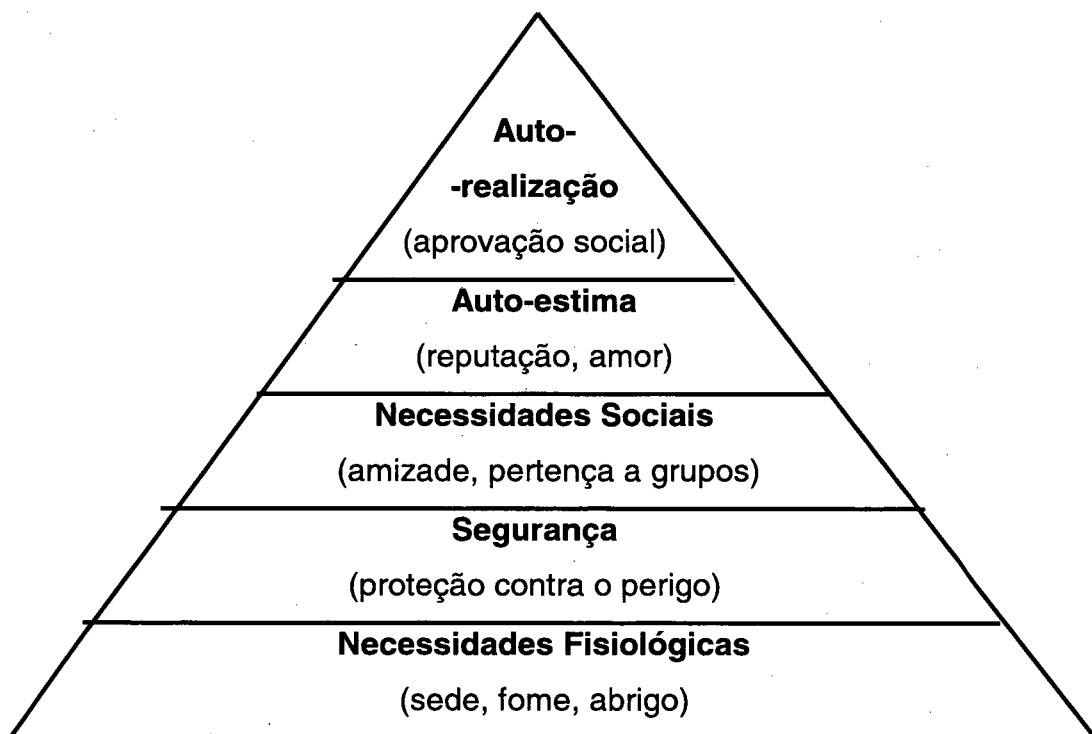 Auto-
-realização
(aprovação social)
Auto-estima
(reputação, amor)
Necessidades Sociais
(amizade, pertença a grupos)
Segurança
(proteção contra o perigo)
Necessidades Fisiológicas
(sede, fome, abrigo)